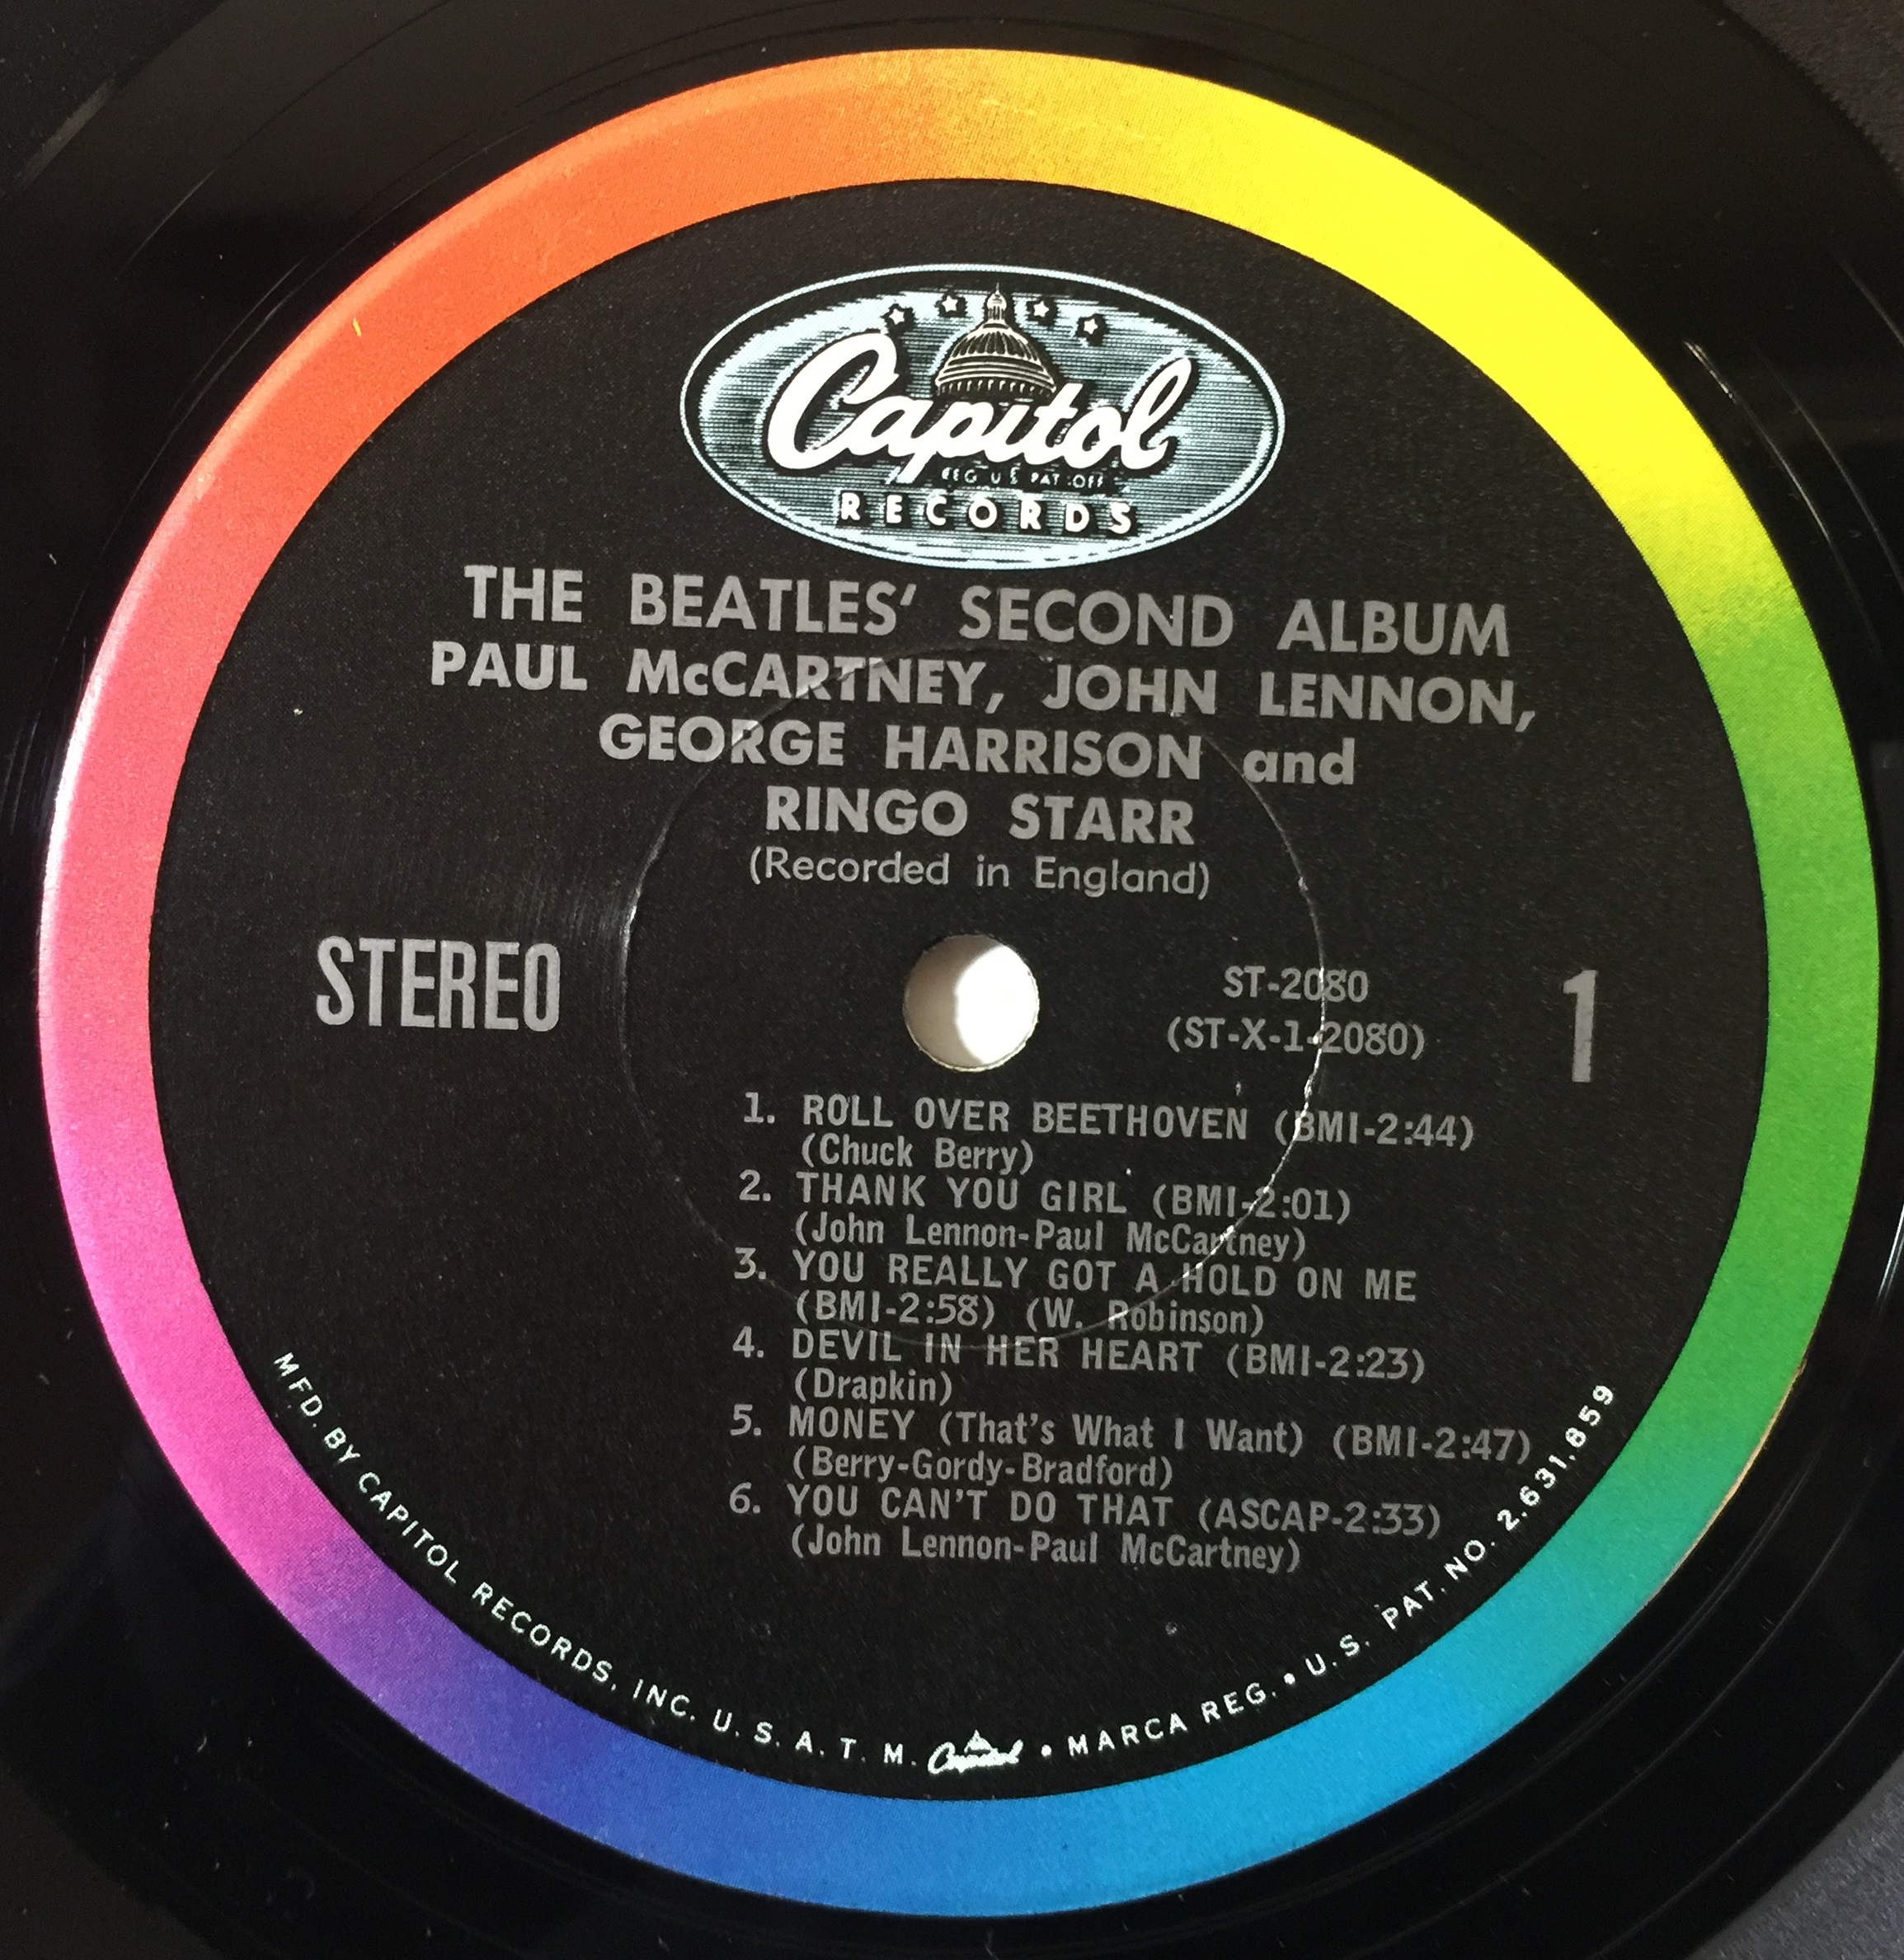 Capitol
REG. U.S. PAT. OFF.
RECORDS
THE BEATLES' SECOND ALBUM
PAUL McCARTNEY, JOHN LENNON,
GEORGE HARRISON and
RINGO STARR
(Recorded in England)
STEREO
ST-2080
(ST-X-1-2080)
1
1. ROLL OVER BEETHOVEN (BMI-2:44)
(Chuck Berry)
2. THANK YOU GIRL (BMI-2:01)
(John Lennon-Paul McCartney)
3. YOU REALLY GOT A HOLD ON ME
(BMI-2:58) (W. Robinson)
4. DEVIL IN HER HEART (BMI-2:23)
(Drapkin)
5. MONEY (That's What I Want) (BMI-2:47)
(Berry-Gordy-Bradford)
6. YOU CAN'T DO THAT (ASCAP-2:33)
(John Lennon-Paul McCartney)
MFD. BY CAPITOL RECORDS, INC. U. S. A. T. M. Capitol • MARCA REG. • U. S. PAT. NO. 2,631,859